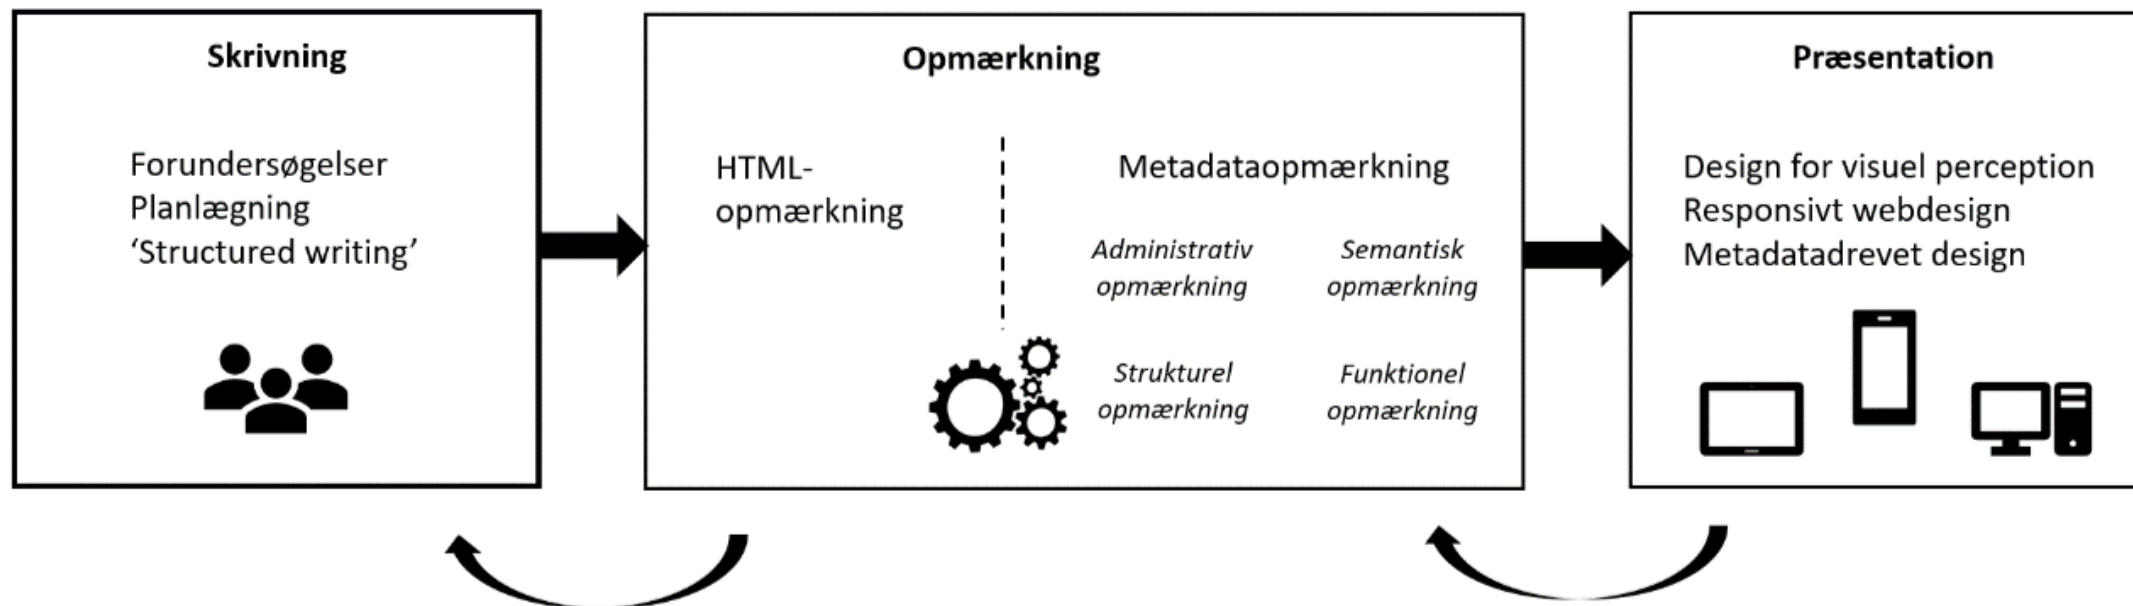 Skrivning
Forundersøgelser
Planlægning
‘Structured writing’
Opmærkning
HTML-
opmærkning
Metadataopmærkning
Administrativ
opmærkning
Semantisk
opmærkning
Strukturel
opmærkning
Funktionel
opmærkning
Præsentation
Design for visuel perception
Responsivt webdesign
Metadatadrevet design